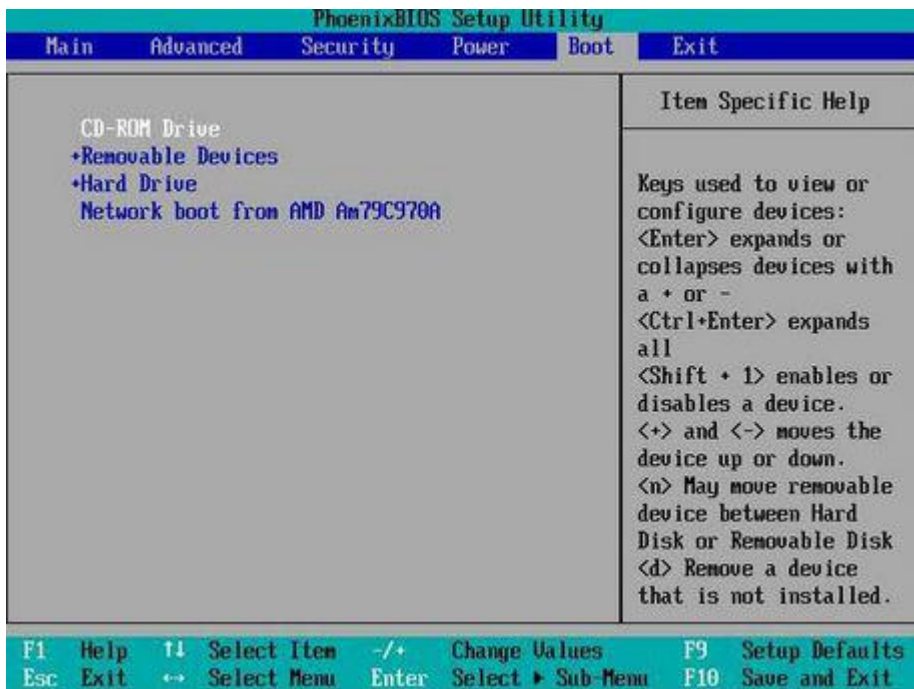 PhoenixBIOS Setup Utility
Main Advanced Security Power Boot Exit
CD-ROM Drive
+Removable Devices
+Hard Drive
Network boot from AMD Am79C970A
Item Specific Help
Keys used to view or
configure devices:
<Enter> expands or
collapses devices with
a + or -
<Ctrl+Enter> expands
all
<Shift + 1> enables or
disables a device.
<+> and <-> moves the
device up or down.
<n> May move removable
device between Hard
Disk or Removable Disk
<d> Remove a device
that is not installed.
F1 Help ↑↓ Select Item -/+ Change Values F9 Setup Defaults
Esc Exit ↔ Select Menu Enter Select ▶ Sub-Menu F10 Save and Exit